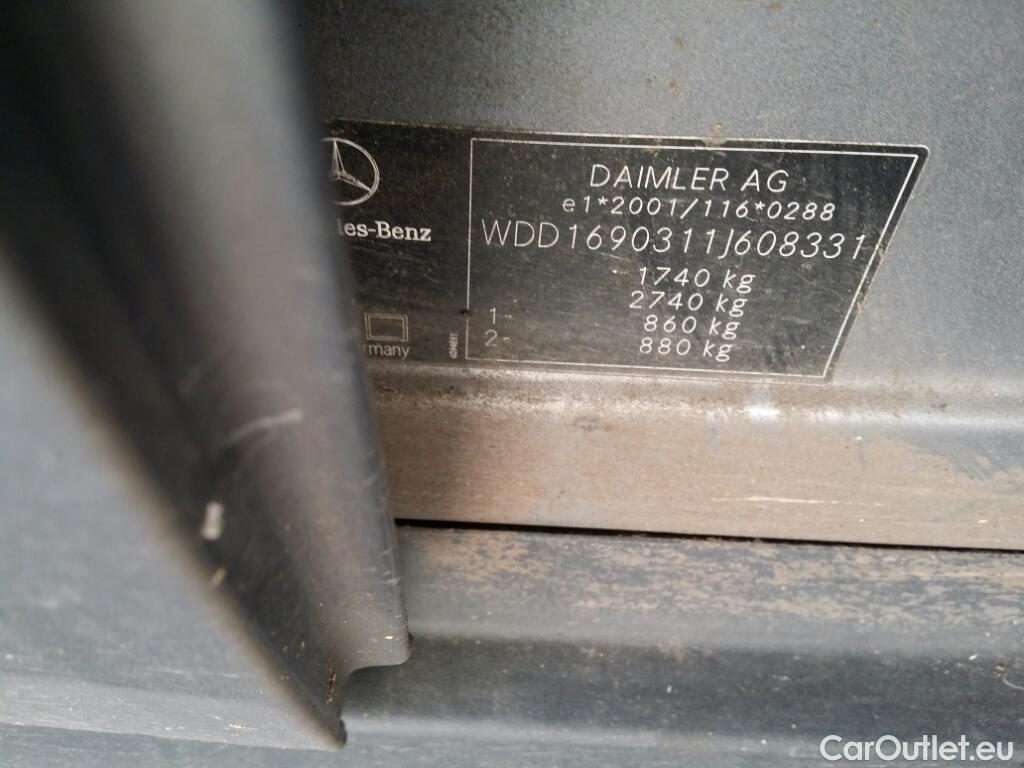 DAIMLER AG
e1*2001/116*0288
WDD1690311J608331
1740 kg
2740 kg
1- 860 kg
2- 880 kg
des-Benz
rmany
CarOutlet.eu